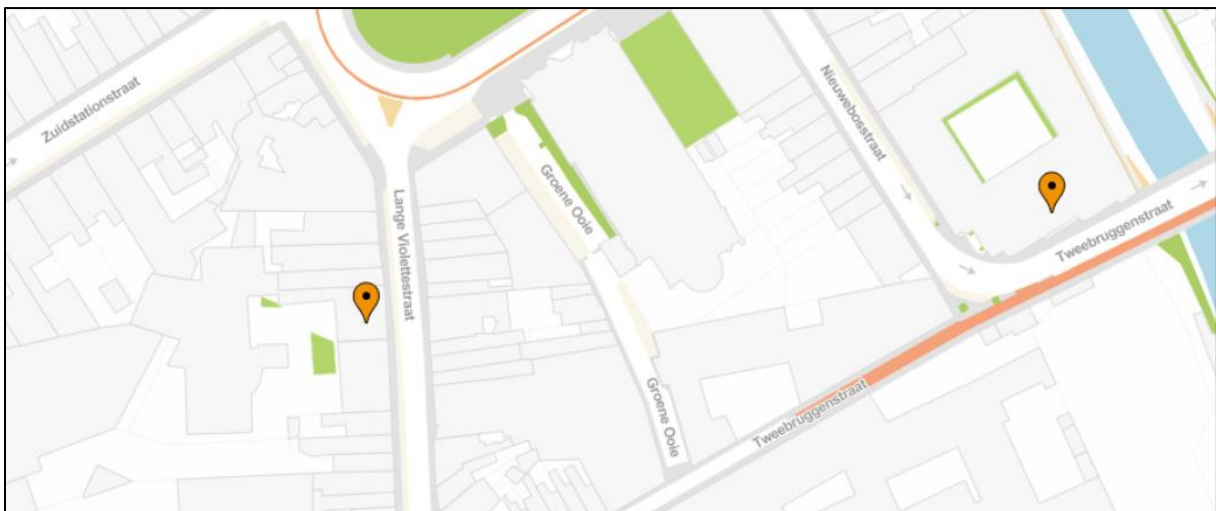 Zuidstationstraat
Lange Violettestraat
Groene Ooie
Groene Ooie
Nieuwebosstraat
Tweebruggenstraat
Tweebruggenstraat